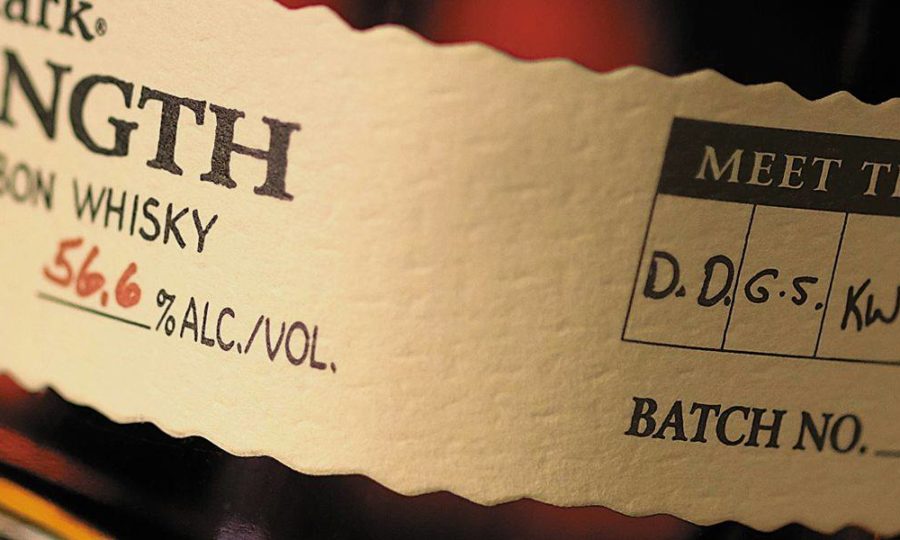 ark®
NGTH
BON WHISKY
56.6 % ALC./VOL.
MEET T
D. D. G.S. KW
BATCH NO.